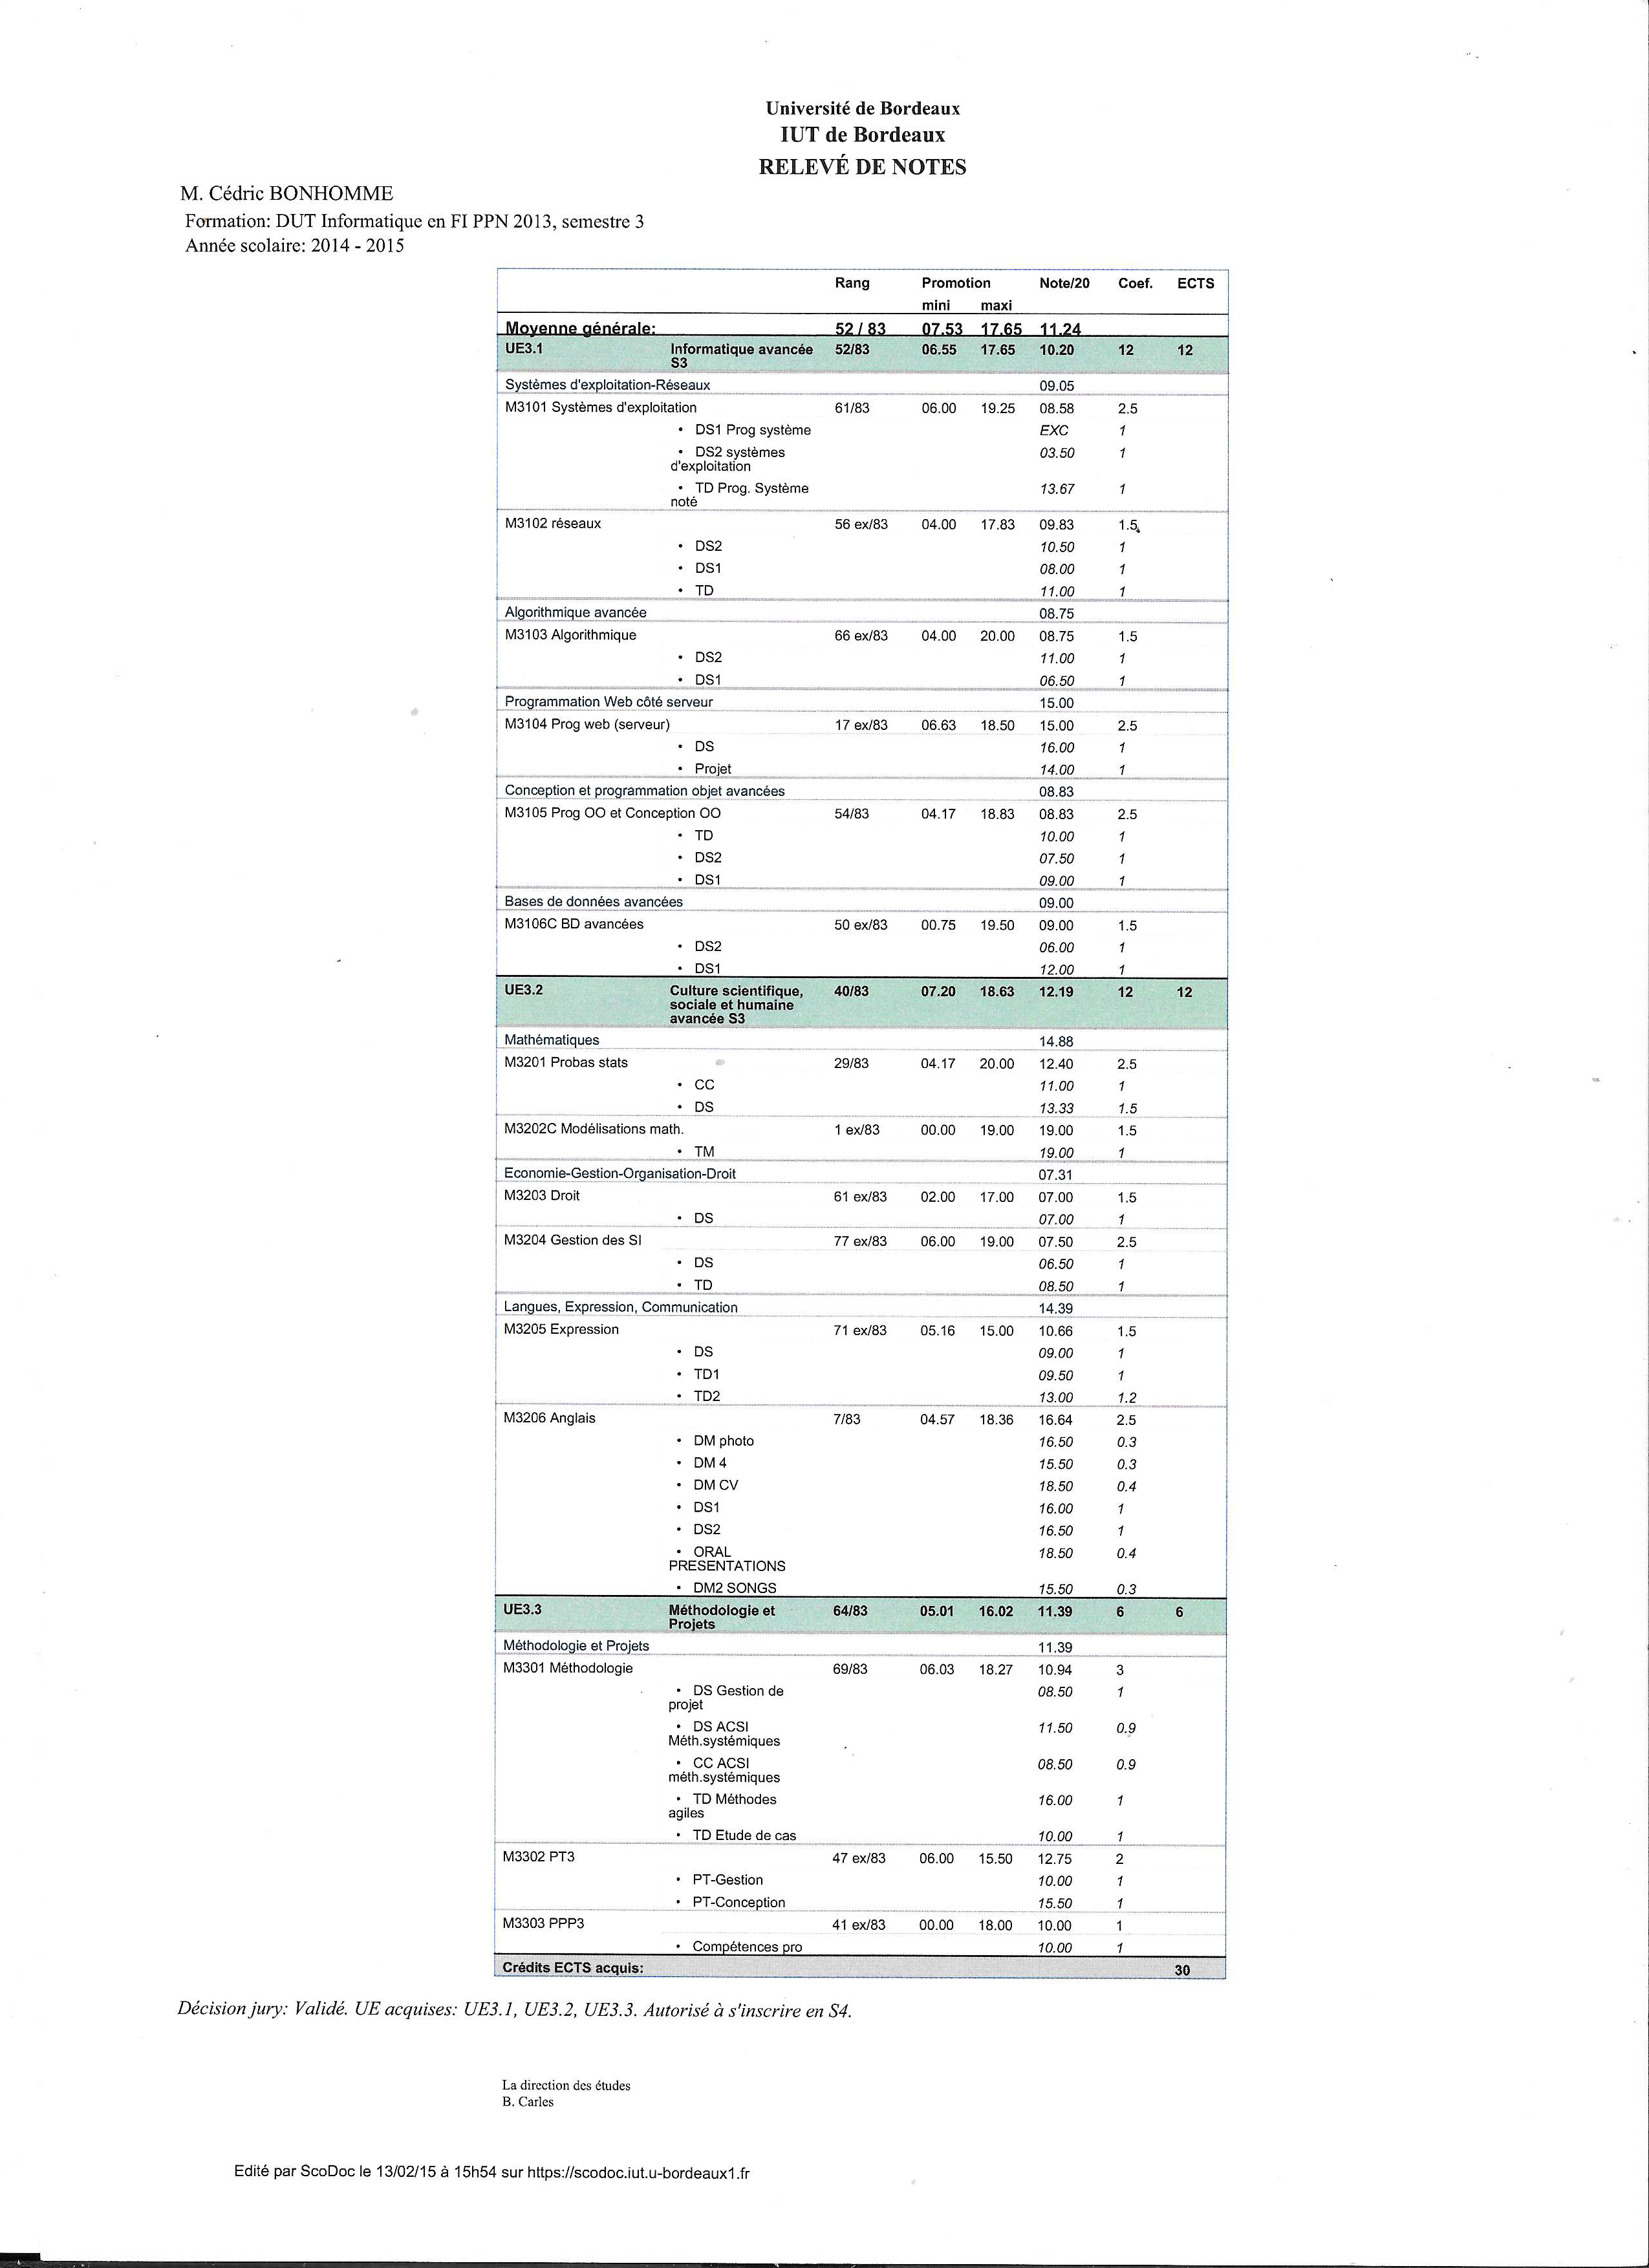 Université de Bordeaux
IUT de Bordeaux
RELEVÉ DE NOTES
M. Cédric BONHOMME
Formation: DUT Informatique en FI PPN 2013, semestre 3
Année scolaire: 2014 - 2015
Rang Promotion Note/20 Coef. ECTS
mini maxi
Moyenne générale: 52 / 83 07.53 17.65 11.24
UE3.1 Informatique avancée 52/83 06.55 17.65 10.20 12 12
S3
Systèmes d'exploitation-Réseaux 09.05
M3101 Systèmes d'exploitation 61/83 06.00 19.25 08.58 2.5
• DS1 Prog système EXC 1
• DS2 systèmes 03.50 1
d'exploitation
• TD Prog. Système 13.67 1
noté
M3102 réseaux 56 ex/83 04.00 17.83 09.83 1.5
• DS2 10.50 1
• DS1 08.00 1
• TD 11.00 1
Algorithmique avancée 08.75
M3103 Algorithmique 66 ex/83 04.00 20.00 08.75 1.5
• DS2 11.00 1
• DS1 06.50 1
Programmation Web côté serveur 15.00
M3104 Prog web (serveur) 17 ex/83 06.63 18.50 15.00 2.5
• DS 16.00 1
• Projet 14.00 1
Conception et programmation objet avancées 08.83
M3105 Prog OO et Conception OO 54/83 04.17 18.83 08.83 2.5
• TD 10.00 1
• DS2 07.50 1
• DS1 09.00 1
Bases de données avancées 09.00
M3106C BD avancées 50 ex/83 00.75 19.50 09.00 1.5
• DS2 06.00 1
• DS1 12.00 1
UE3.2 Culture scientifique, 40/83 07.20 18.63 12.19 12 12
sociale et humaine
avancée S3
Mathématiques 14.88
M3201 Probas stats 29/83 04.17 20.00 12.40 2.5
• CC 11.00 1
• DS 13.33 1.5
M3202C Modélisations math. 1 ex/83 00.00 19.00 19.00 1.5
• TM 19.00 1
Economie-Gestion-Organisation-Droit 07.31
M3203 Droit 61 ex/83 02.00 17.00 07.00 1.5
• DS 07.00 1
M3204 Gestion des SI 77 ex/83 06.00 19.00 07.50 2.5
• DS 06.50 1
• TD 08.50 1
Langues, Expression, Communication 14.39
M3205 Expression 71 ex/83 05.16 15.00 10.66 1.5
• DS 09.00 1
• TD1 09.50 1
• TD2 13.00 1.2
M3206 Anglais 7/83 04.57 18.36 16.64 2.5
• DM photo 16.50 0.3
• DM 4 15.50 0.3
• DM CV 18.50 0.4
• DS1 16.00 1
• DS2 16.50 1
• ORAL 18.50 0.4
PRESENTATIONS
• DM2 SONGS 15.50 0.3
UE3.3 Méthodologie et 64/83 05.01 16.02 11.39 6 6
Projets
Méthodologie et Projets 11.39
M3301 Méthodologie 69/83 06.03 18.27 10.94 3
• DS Gestion de 08.50 1
projet
• DS ACSI 11.50 0.9
Méth.systémiques
• CC ACSI 08.50 0.9
méth.systémiques
• TD Méthodes 16.00 1
agiles
• TD Etude de cas 10.00 1
M3302 PT3 47 ex/83 06.00 15.50 12.75 2
• PT-Gestion 10.00 1
• PT-Conception 15.50 1
M3303 PPP3 41 ex/83 00.00 18.00 10.00 1
• Compétences pro 10.00 1
Crédits ECTS acquis: 30
Décision jury: Validé. UE acquises: UE3.1, UE3.2, UE3.3. Autorisé à s'inscrire en S4.
La direction des études
B. Carles
Edité par ScoDoc le 13/02/15 à 15h54 sur https://scodoc.iut.u-bordeaux1.fr